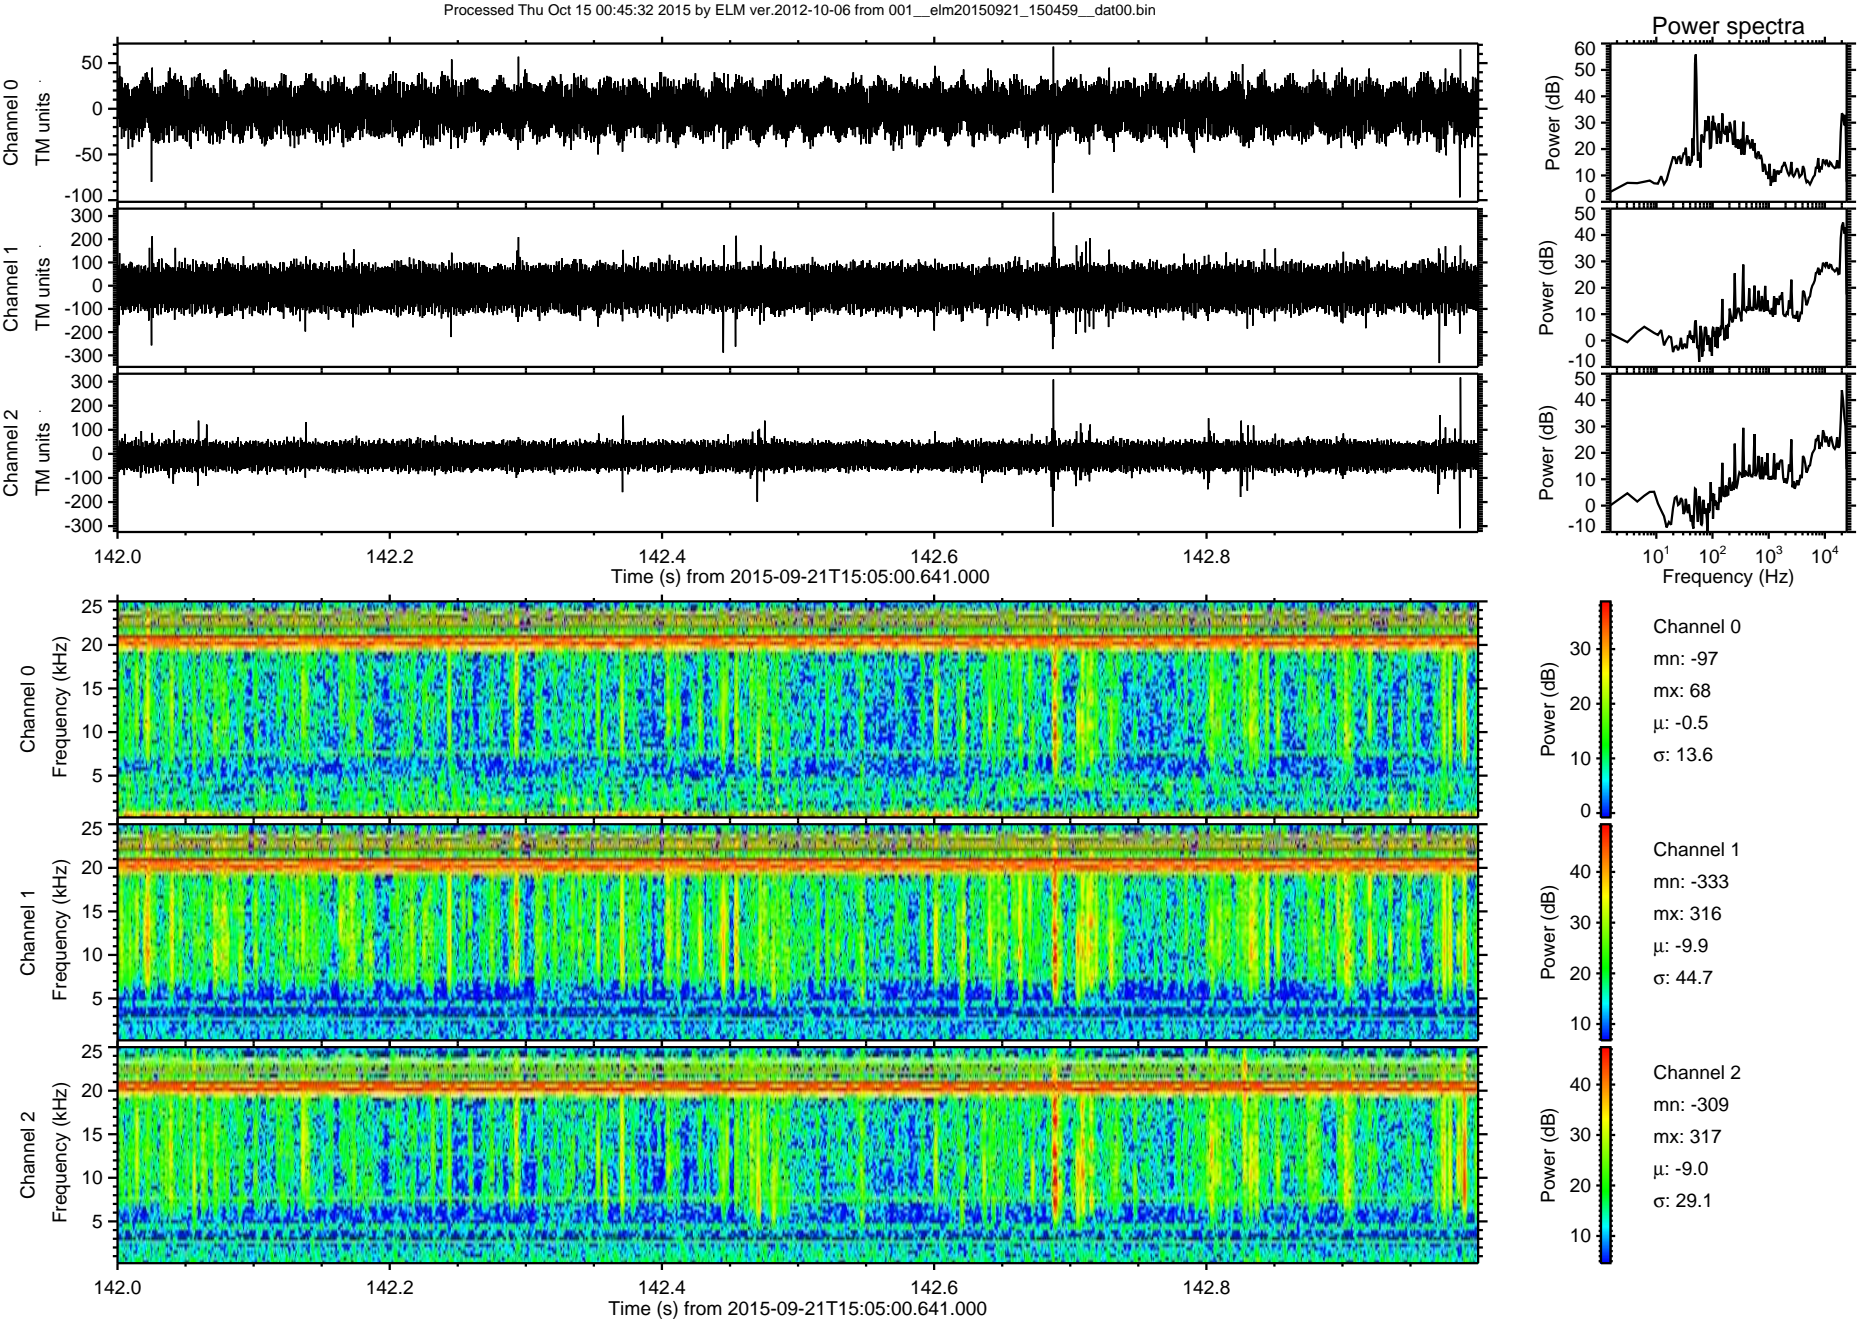 Processed Thu Oct 15 00:45:32 2015 by ELM ver.2012-10-06 from 001__elm20150921_150459__dat00.bin
Power spectra
Channel 0
TM units
50
0
-50
-100
Power (dB)
60
50
40
30
20
10
0
Channel 1
TM units
300
200
100
0
-100
-200
-300
Power (dB)
50
40
30
20
10
0
-10
Channel 2
TM units
300
200
100
0
-100
-200
-300
Power (dB)
50
40
30
20
10
0
-10
142.0 142.2 142.4 142.6 142.8
Time (s) from 2015-09-21T15:05:00.641.000
10¹ 10² 10³ 10⁴
Frequency (Hz)
Channel 0
Frequency (kHz)
25
20
15
10
5
Power (dB)
30
20
10
0
Channel 0
mn: -97
mx: 68
μ: -0.5
σ: 13.6
Channel 1
Frequency (kHz)
25
20
15
10
5
Power (dB)
40
30
20
10
Channel 1
mn: -333
mx: 316
μ: -9.9
σ: 44.7
Channel 2
Frequency (kHz)
25
20
15
10
5
Power (dB)
40
30
20
10
Channel 2
mn: -309
mx: 317
μ: -9.0
σ: 29.1
142.0 142.2 142.4 142.6 142.8
Time (s) from 2015-09-21T15:05:00.641.000